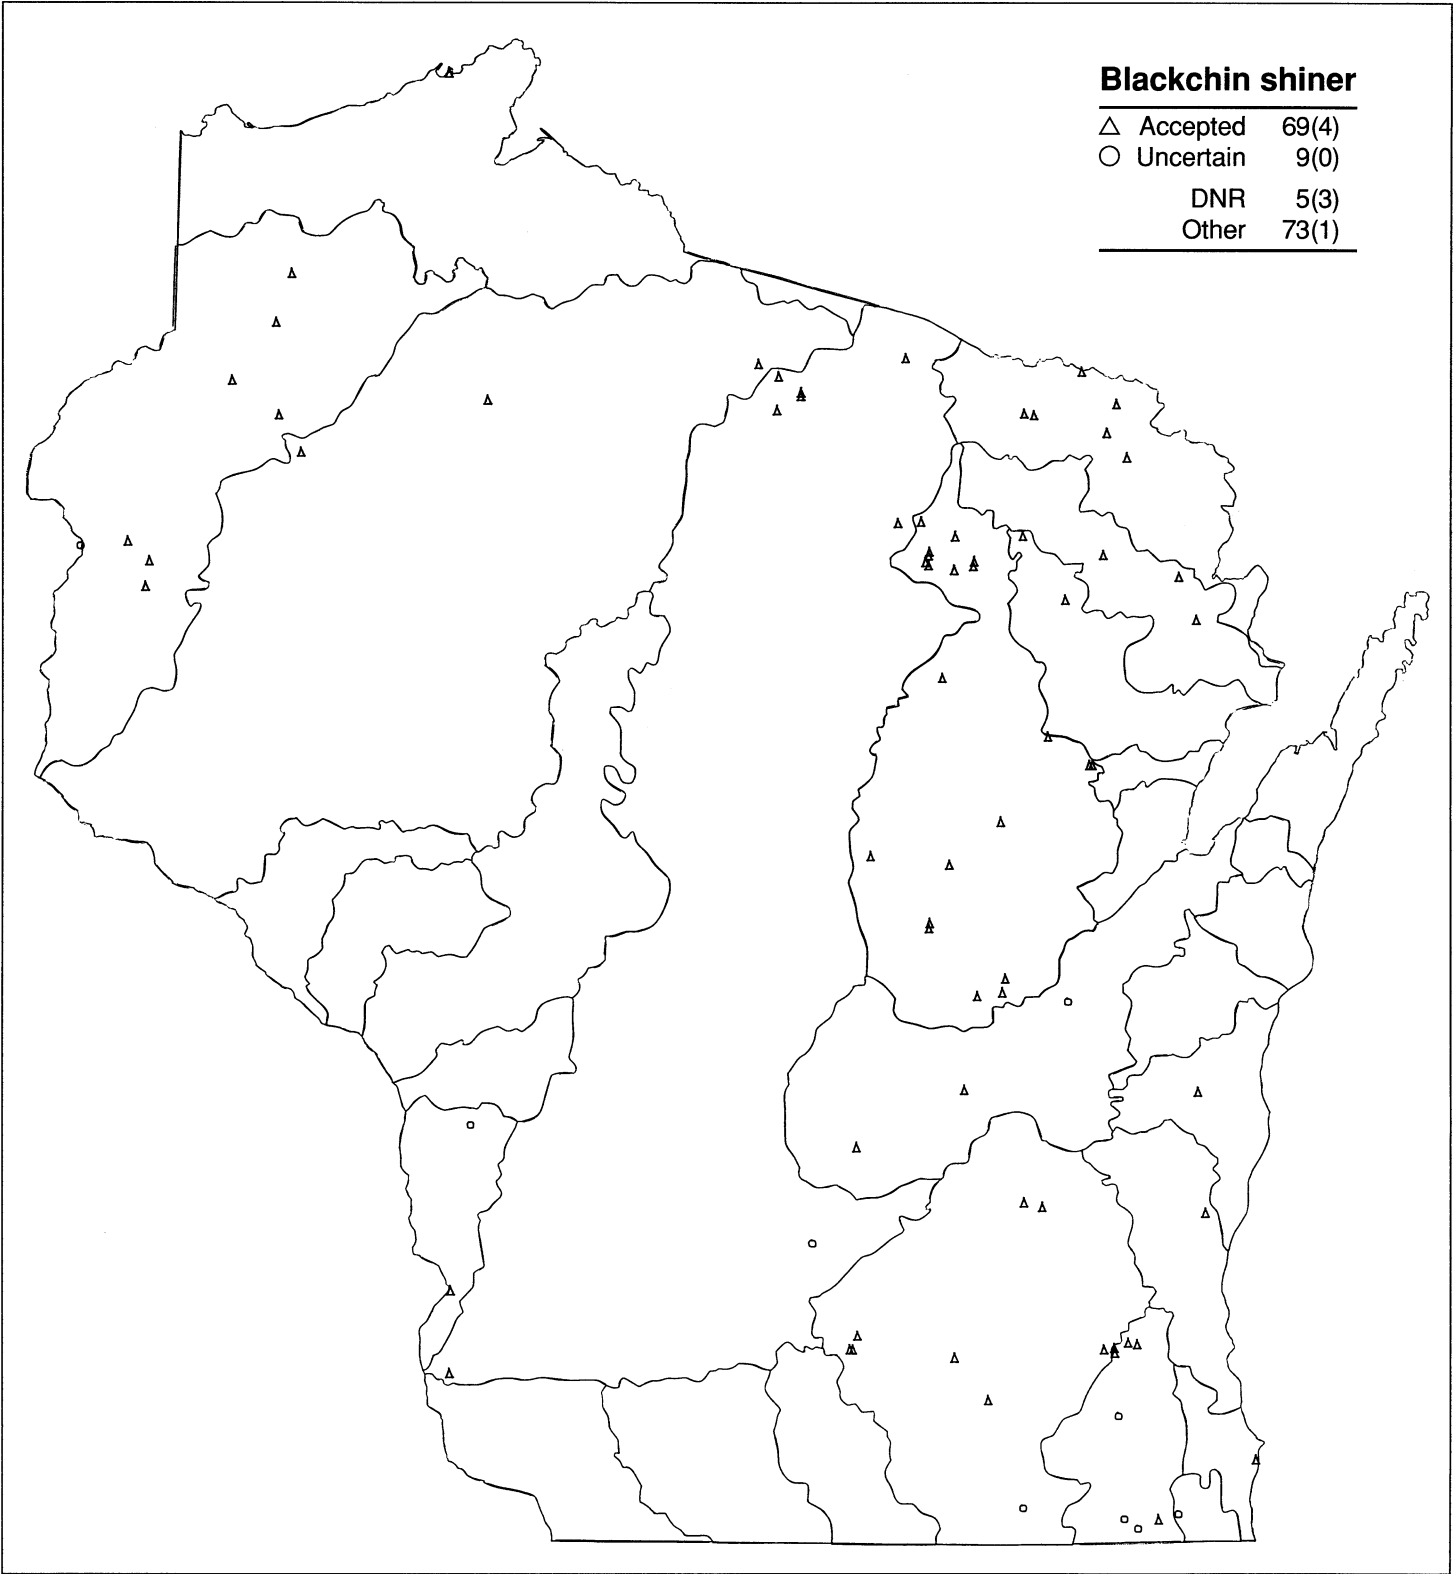 Blackchin shiner
△ Accepted 69(4)
○ Uncertain 9(0)
DNR 5(3)
Other 73(1)